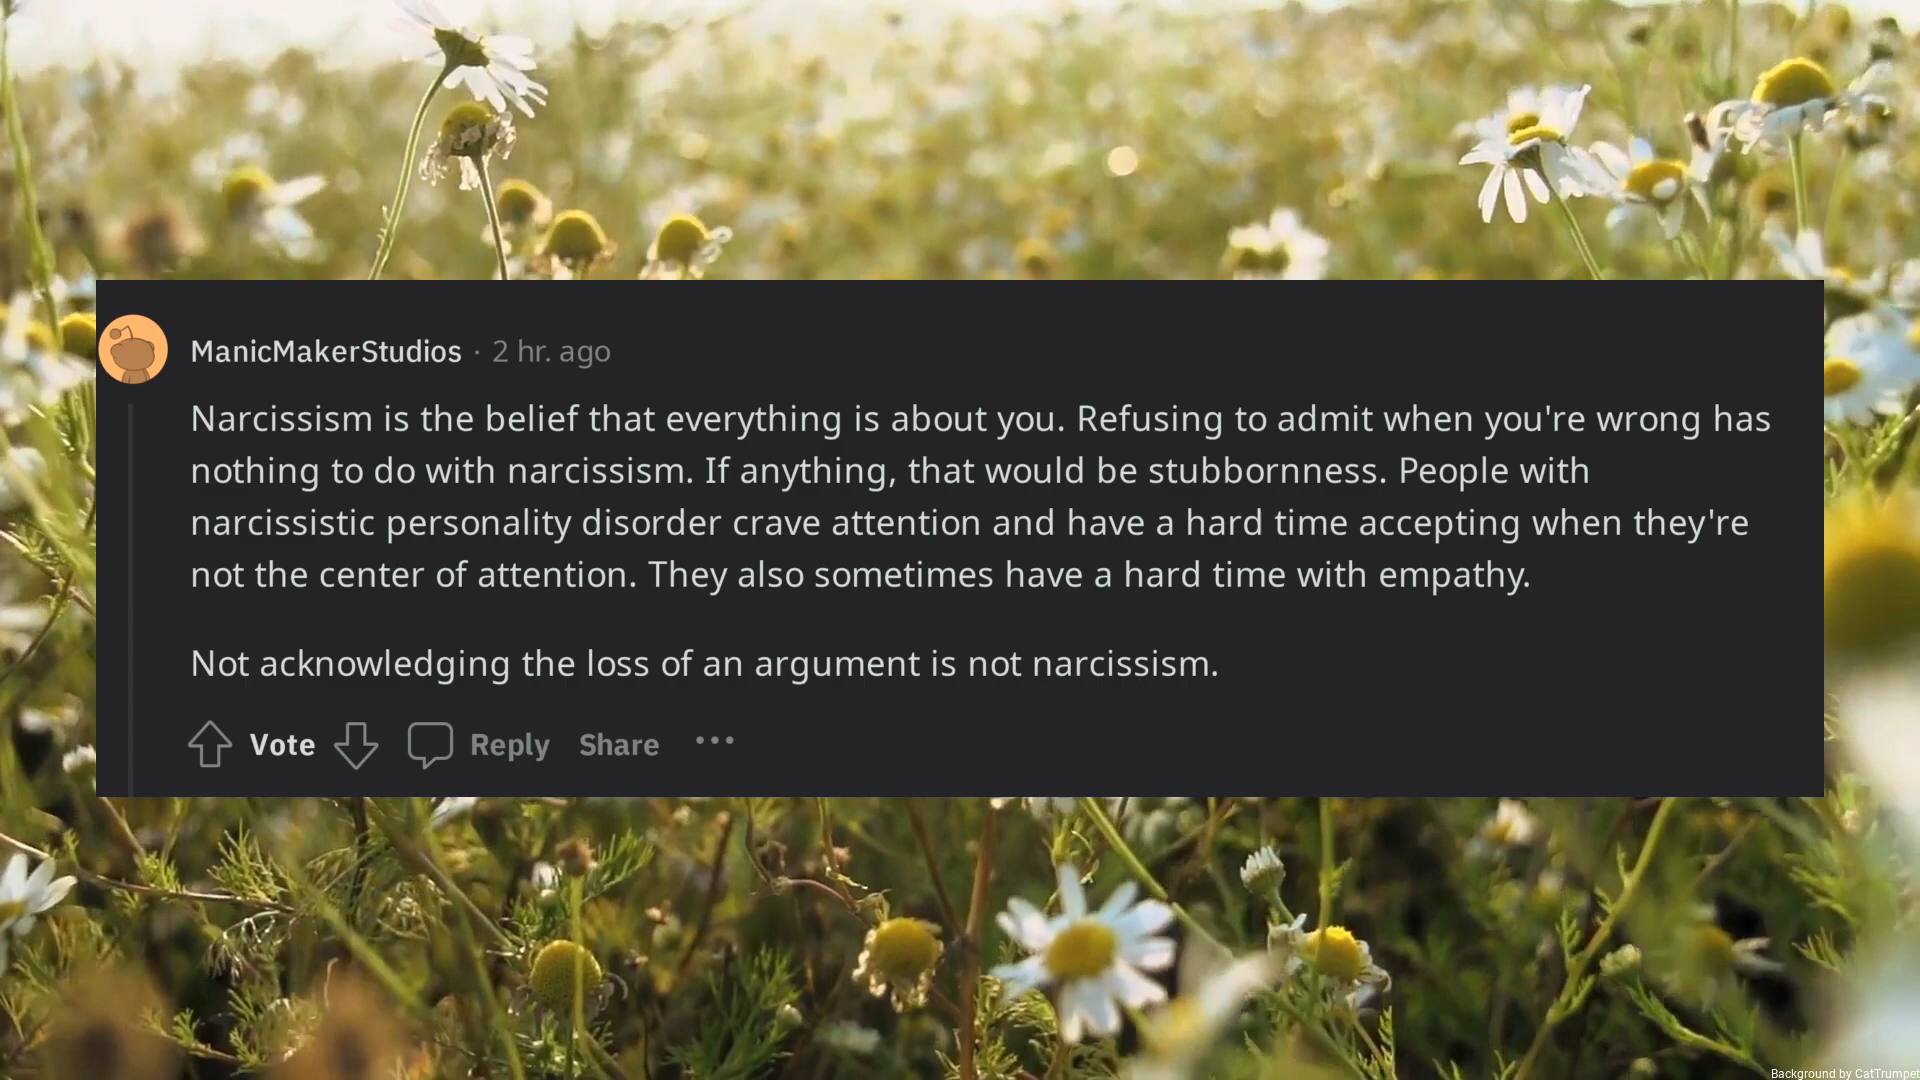 ManicMakerStudios · 2 hr. ago
Narcissism is the belief that everything is about you. Refusing to admit when you're wrong has
nothing to do with narcissism. If anything, that would be stubbornness. People with
narcissistic personality disorder crave attention and have a hard time accepting when they're
not the center of attention. They also sometimes have a hard time with empathy.
Not acknowledging the loss of an argument is not narcissism.
Vote Reply Share ...
Background by CatTrumpet